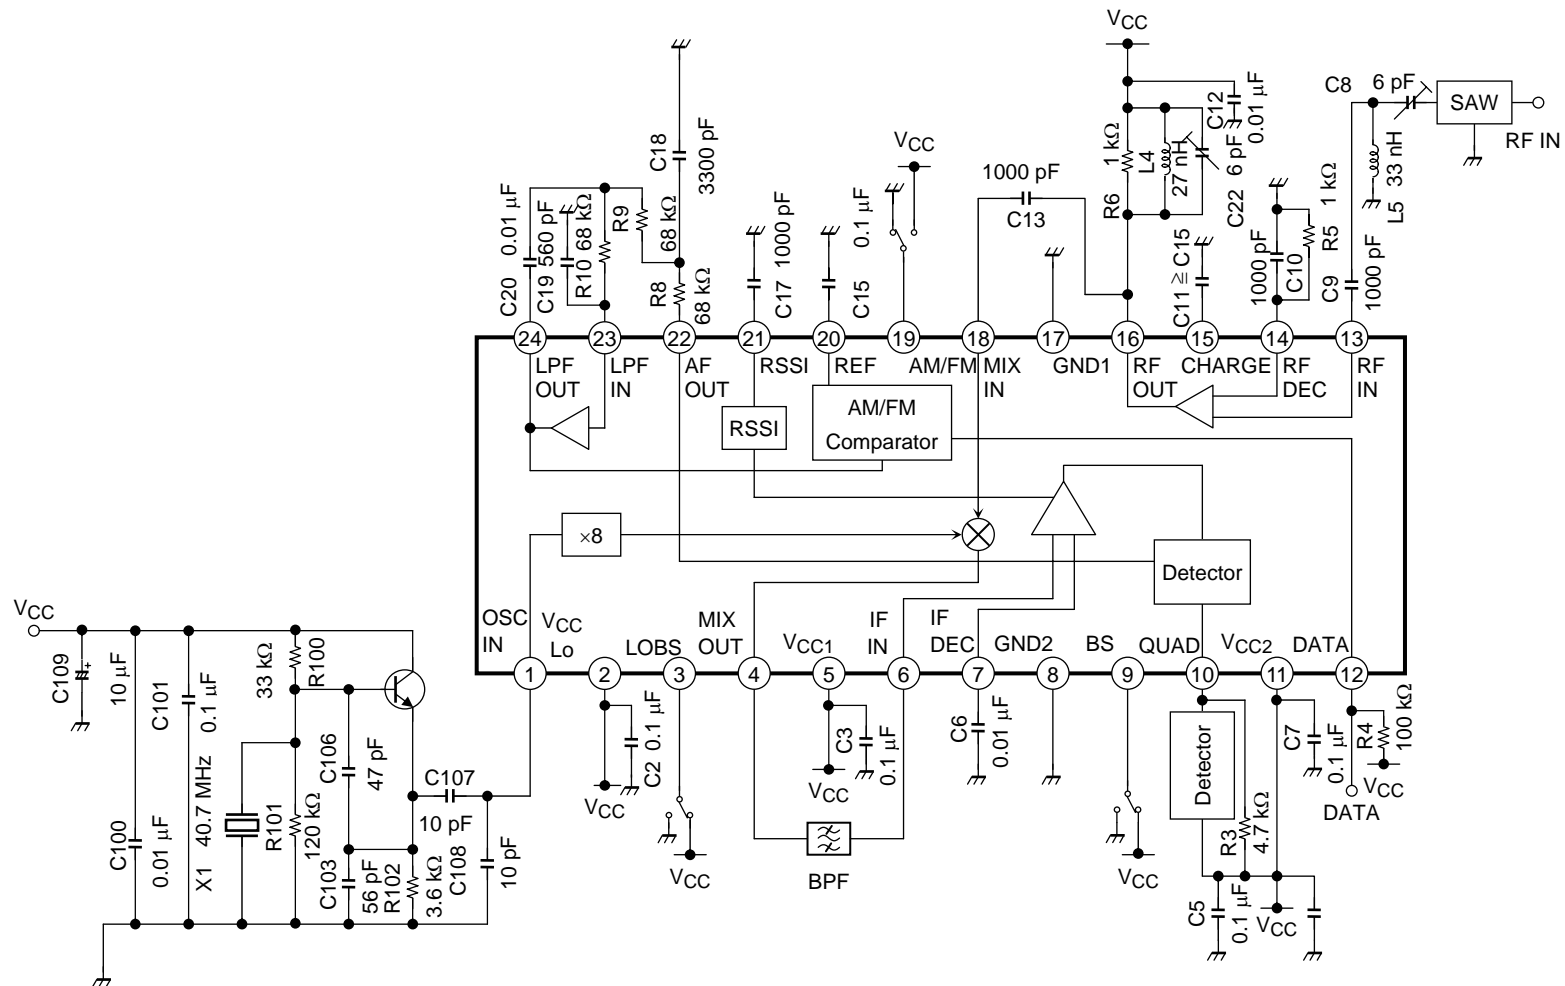 VCC
C8
6 pF
SAW
RF IN
C12
0.01 µF
1 kΩ
R6
L4
27 nH
6 pF
C22
L5 33 nH
1 kΩ
R5
1000 pF
C10
C9
1000 pF
C11 ≧ C15
C18
3300 pF
VCC
1000 pF
C13
0.1 µF
C15
C17 1000 pF
0.01 µF
C20
C19 560 pF
R10 68 kΩ
R9
68 kΩ
R8
68 kΩ
24
23
22
21
20
19
18
17
16
15
14
13
LPF OUT
LPF IN
AF OUT
RSSI
REF
AM/FM
MIX IN
GND1
RF OUT
CHARGE
RF DEC
RF IN
RSSI
AM/FM
Comparator
×8
Detector
OSC IN
VCC Lo
LOBS
MIX OUT
VCC1
IF IN
IF DEC
GND2
BS
QUAD
VCC2
DATA
1
2
3
4
5
6
7
8
9
10
11
12
VCC
C109
10 µF
C101
0.1 µF
33 kΩ
R100
C100
0.01 µF
X1 40.7 MHz
R101
120 kΩ
C106
47 pF
C103
56 pF
R102
3.6 kΩ
C107
10 pF
C108
10 pF
C2 0.1 µF
VCC
VCC
BPF
C3
0.1 µF
VCC
C6
0.01 µF
VCC
Detector
R3
4.7 kΩ
C5
0.1 µF
VCC
C7
0.1 µF
R4
100 kΩ
VCC
DATA